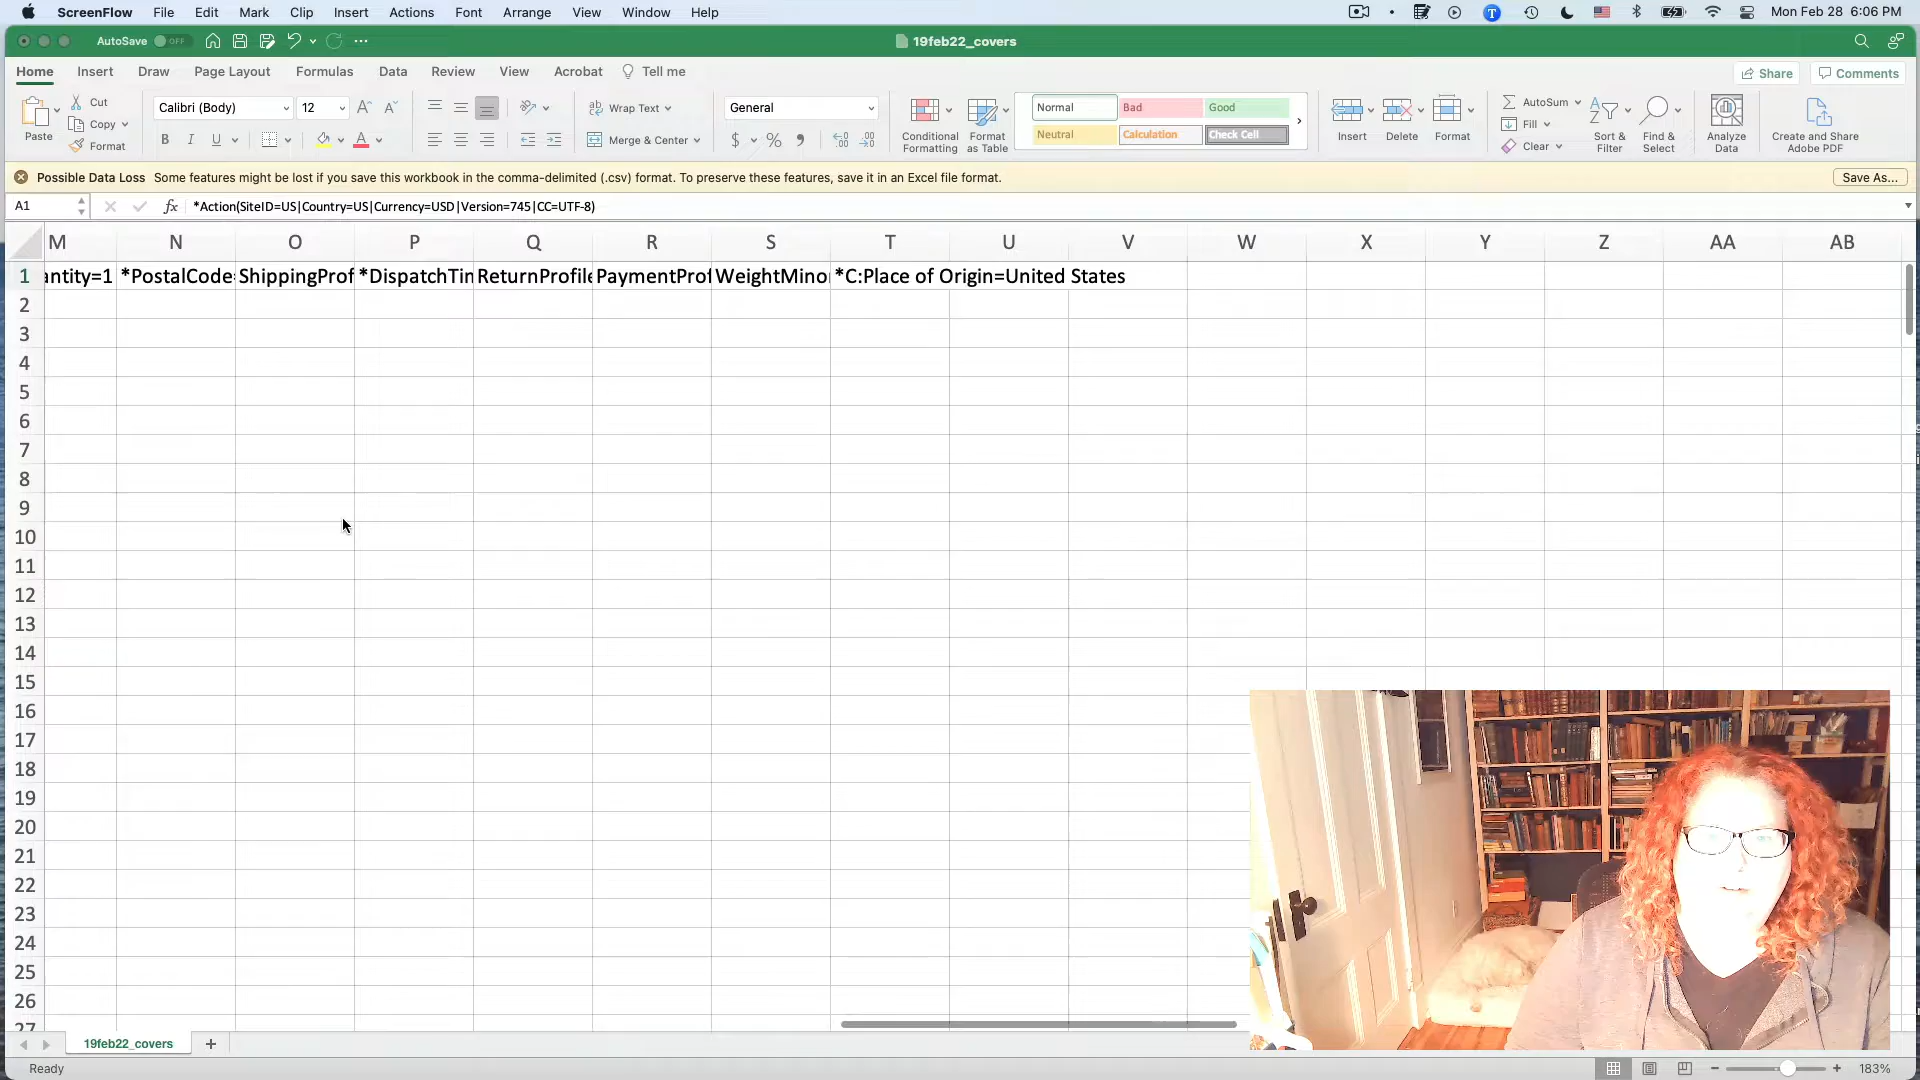 ScreenFlow File Edit Mark Clip Insert Actions Font Arrange View Window Help Mon Feb 28 6:06 PM
AutoSave OFF 19feb22_covers
Home Insert Draw Page Layout Formulas Data Review View Acrobat Tell me Share Comments
Paste Cut Copy Format
Calibri (Body) 12
B I U
Wrap Text
Merge & Center
General
$ %
Conditional Formatting
Format as Table
Normal Bad Good
Neutral Calculation Check Cell
Insert Delete Format
AutoSum
Fill
Clear
Sort & Filter
Find & Select
Analyze Data
Create and Share Adobe PDF
Possible Data Loss Some features might be lost if you save this workbook in the comma-delimited (.csv) format. To preserve these features, save it in an Excel file format. Save As...
A1 fx *Action(SiteID=US|Country=US|Currency=USD|Version=745|CC=UTF-8)
M N O P Q R S T U V W X Y Z AA AB
1 antity=1 *PostalCode= ShippingProf *DispatchTim ReturnProfile PaymentProf WeightMinor *C:Place of Origin=United States
2
3
4
5
6
7
8
9
10
11
12
13
14
15
16
17
18
19
20
21
22
23
24
25
26
27
19feb22_covers +
Ready 183%